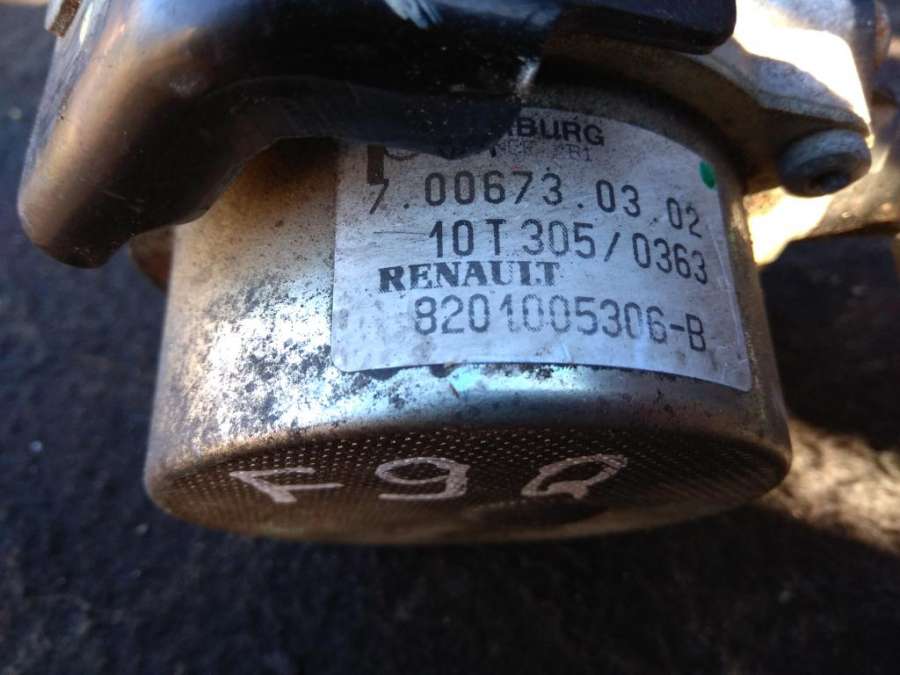 BURG
7.00673.03.02
10T305/0363
RENAULT
8201005306-B
F9Q